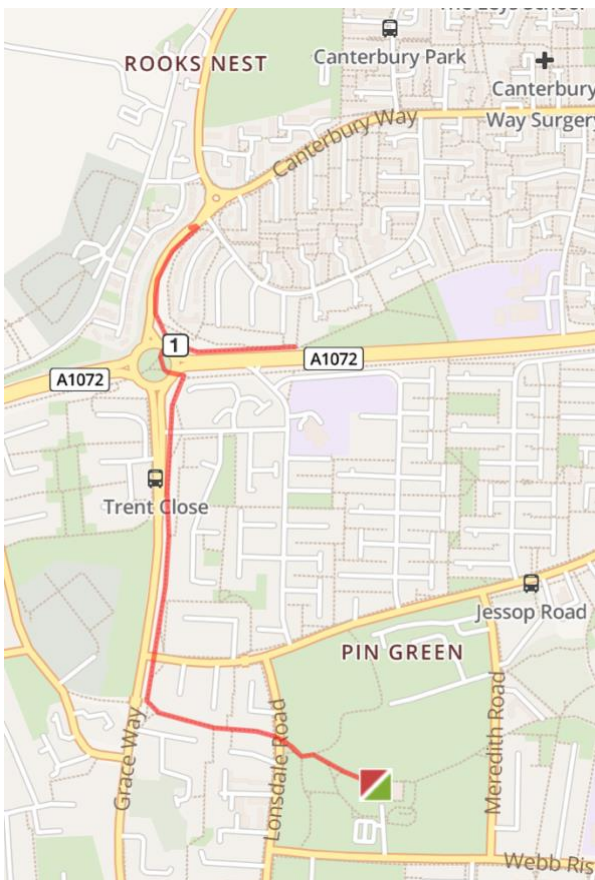 The Leys School
ROOKS NEST
Canterbury Park
Canterbury
Way Surgery
Canterbury Way
1
A1072
A1072
Trent Close
Jessop Road
PIN GREEN
Grace Way
Lonsdale Road
Meredith Road
Webb Ris